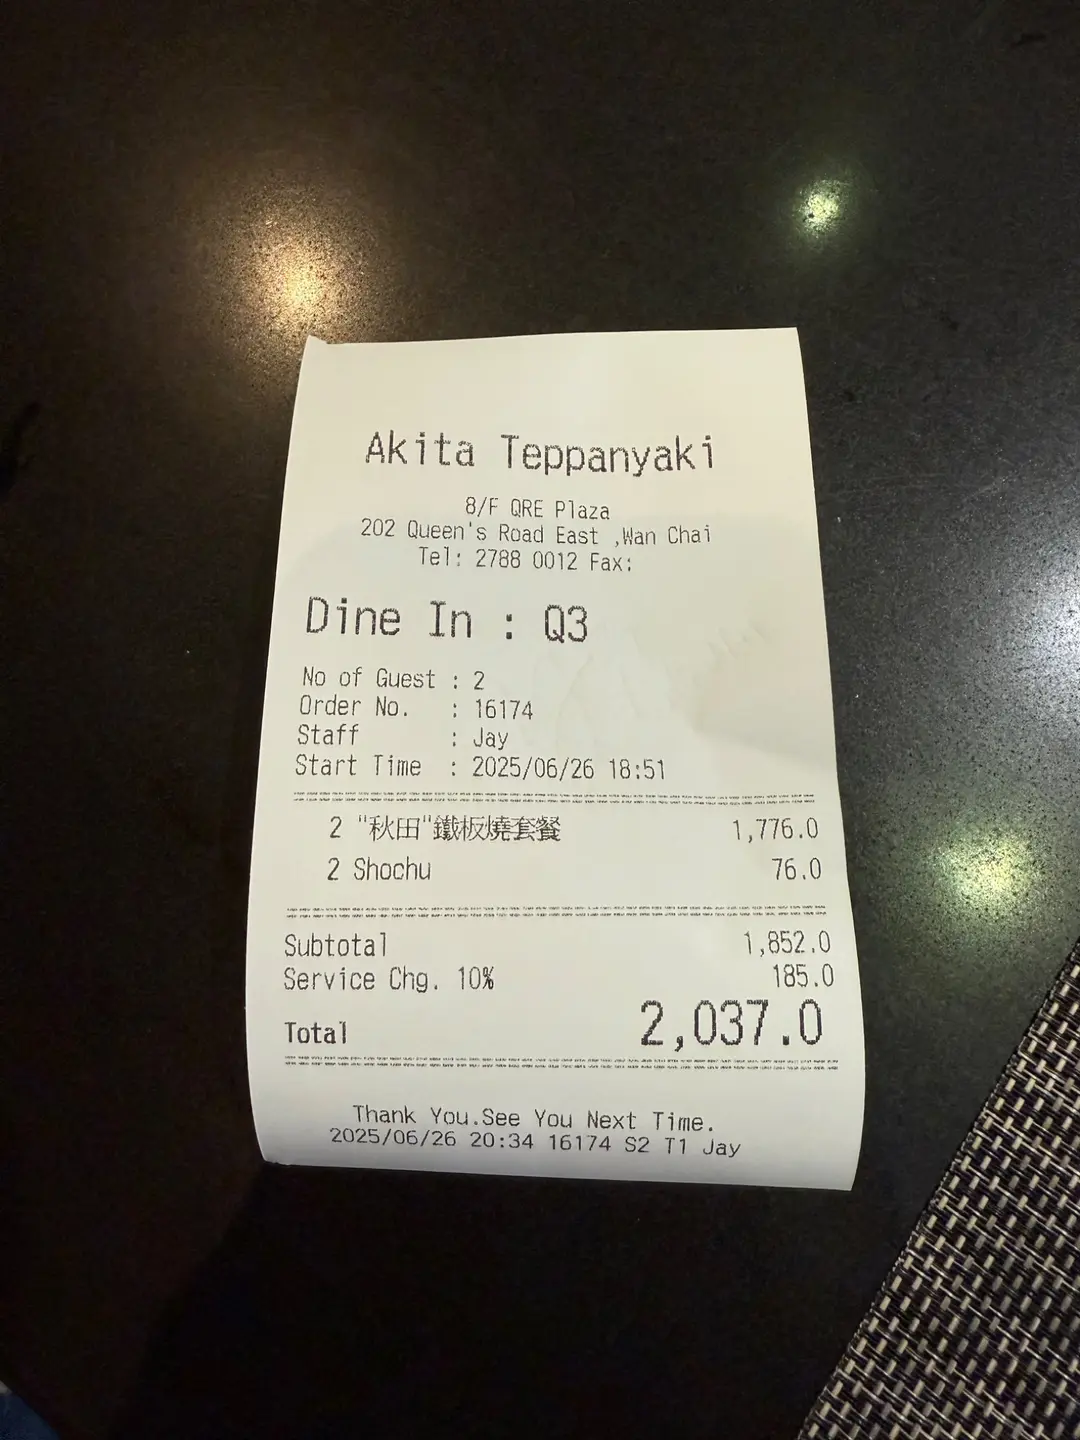 Akita Teppanyaki
8/F QRE Plaza
202 Queen's Road East ,Wan Chai
Tel: 2788 0012 Fax:
Dine In : Q3
No of Guest : 2
Order No. : 16174
Staff : Jay
Start Time : 2025/06/26 18:51
2 "秋田"鐵板燒套餐 1,776.0
2 Shochu 76.0
Subtotal 1,852.0
Service Chg. 10% 185.0
Total 2,037.0
Thank You.See You Next Time.
2025/06/26 20:34 16174 S2 T1 Jay